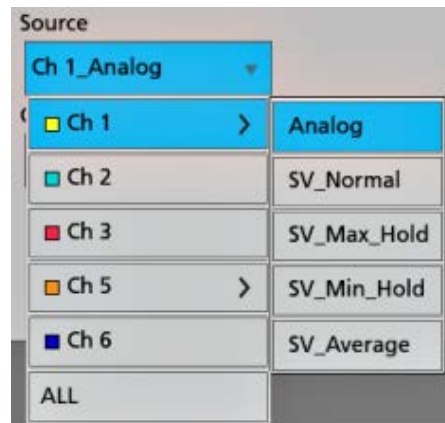 Source
Ch 1_Analog
Ch 1
Analog
Ch 2
SV_Normal
Ch 3
SV_Max_Hold
Ch 5
SV_Min_Hold
Ch 6
SV_Average
ALL